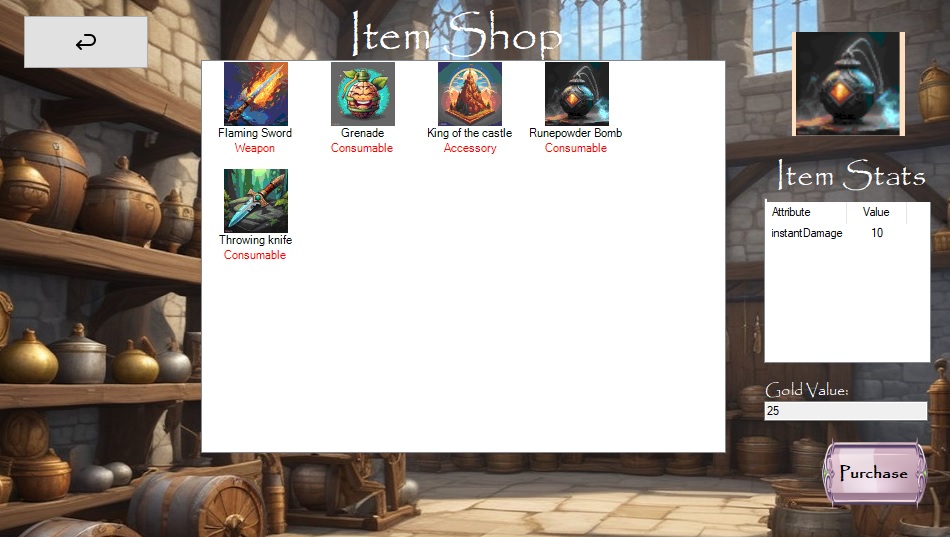 Item Shop
Flaming Sword
Weapon
Grenade
Consumable
King of the castle
Accessory
Runepowder Bomb
Consumable
Throwing knife
Consumable
Item Stats
Attribute Value
instantDamage 10
Gold Value:
25
Purchase